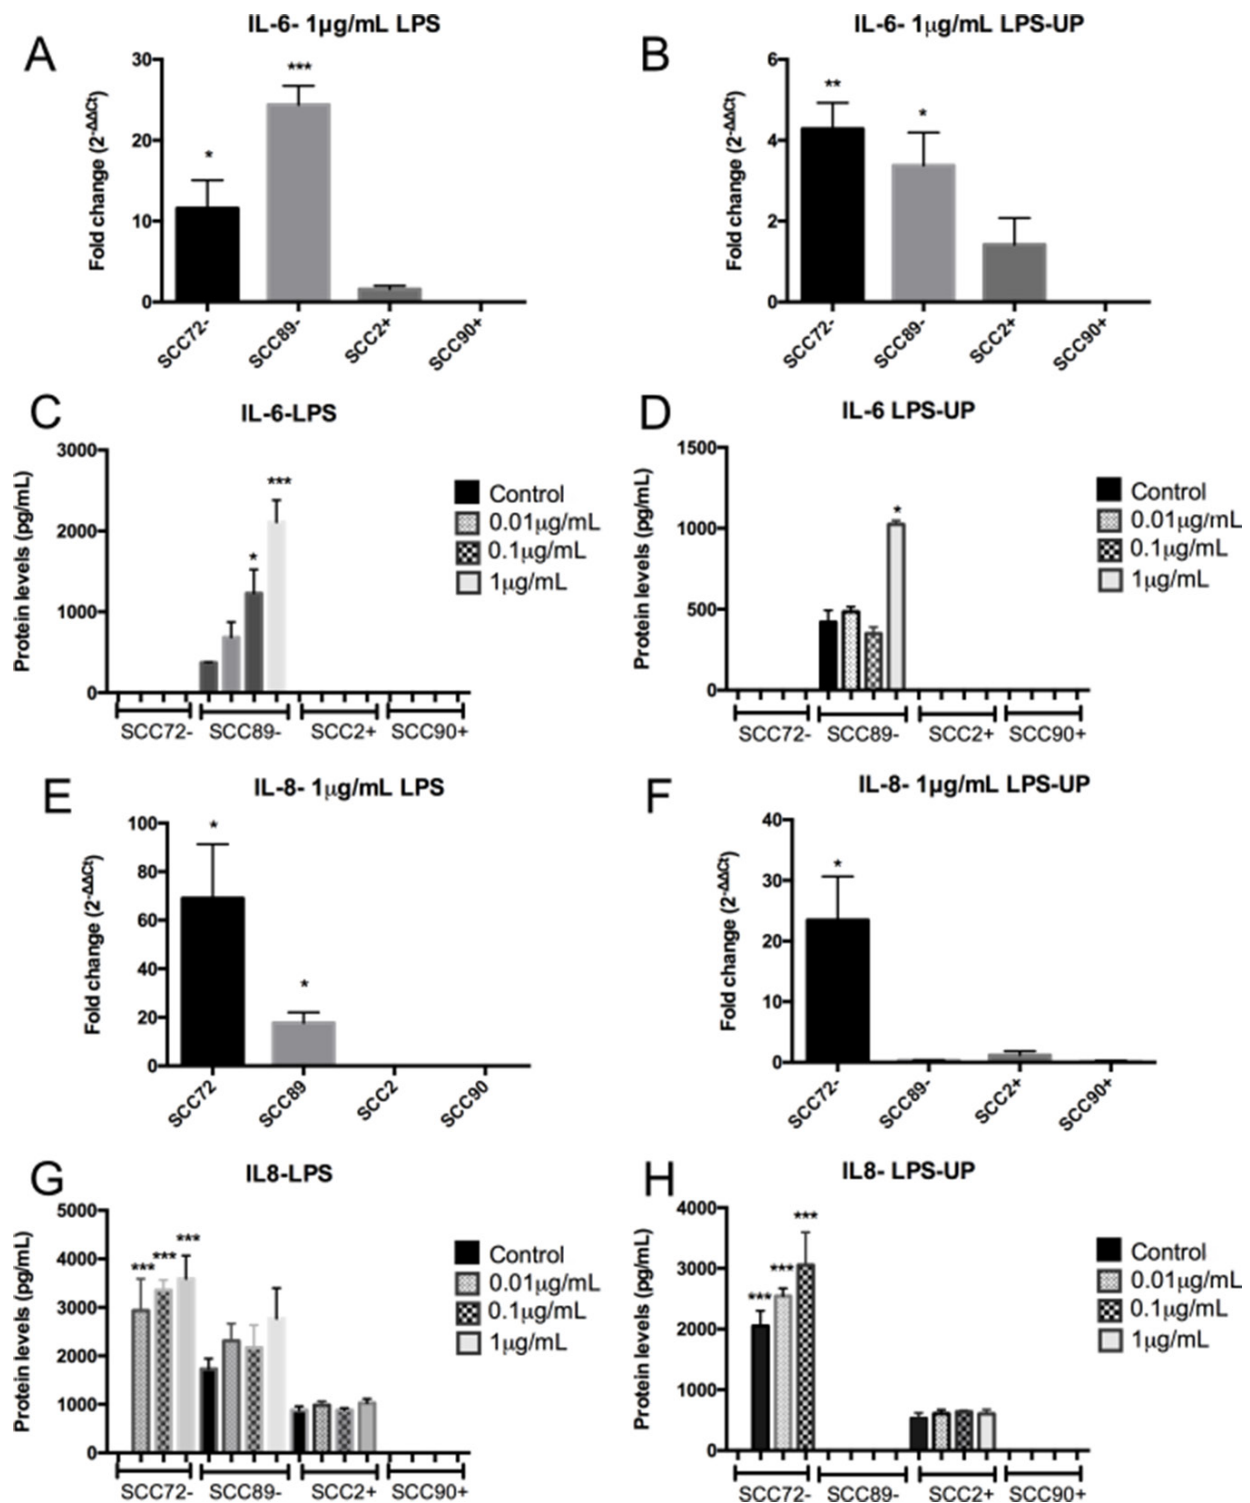 A
IL-6- 1µg/mL LPS
Fold change (2-ΔΔCt)
30
20
10
0
*
***
SCC72-
SCC89-
SCC2+
SCC90+
B
IL-6- 1µg/mL LPS-UP
Fold change (2-ΔΔCt)
6
4
2
0
**
*
SCC72-
SCC89-
SCC2+
SCC90+
C
IL-6-LPS
Protein levels (pg/mL)
3000
2000
1000
0
*
***
Control
0.01µg/mL
0.1µg/mL
1µg/mL
SCC72- SCC89- SCC2+ SCC90+
D
IL-6 LPS-UP
Protein levels (pg/mL)
1500
1000
500
0
*
Control
0.01µg/mL
0.1µg/mL
1µg/mL
SCC72- SCC89- SCC2+ SCC90+
E
IL-8- 1µg/mL LPS
Fold change (2-ΔΔCt)
100
80
60
40
20
0
*
*
SCC72
SCC89
SCC2
SCC90
F
IL-8- 1µg/mL LPS-UP
Fold change (2-ΔΔCt)
40
30
20
10
0
*
SCC72-
SCC89-
SCC2+
SCC90+
G
IL8-LPS
Protein levels (pg/mL)
5000
4000
3000
2000
1000
0
***
***
***
Control
0.01µg/mL
0.1µg/mL
1µg/mL
SCC72- SCC89- SCC2+ SCC90+
H
IL8- LPS-UP
Protein levels (pg/mL)
4000
3000
2000
1000
0
***
***
***
Control
0.01µg/mL
0.1µg/mL
1µg/mL
SCC72- SCC89- SCC2+ SCC90+